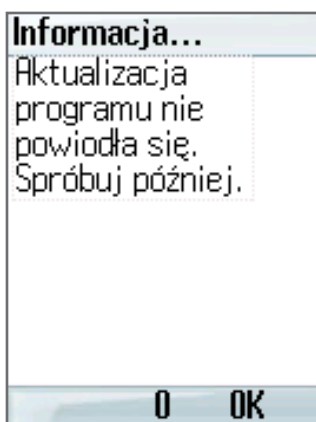 Informacja...
Aktualizacja
programu nie
powiodła się.
Spróbuj później.
0 OK